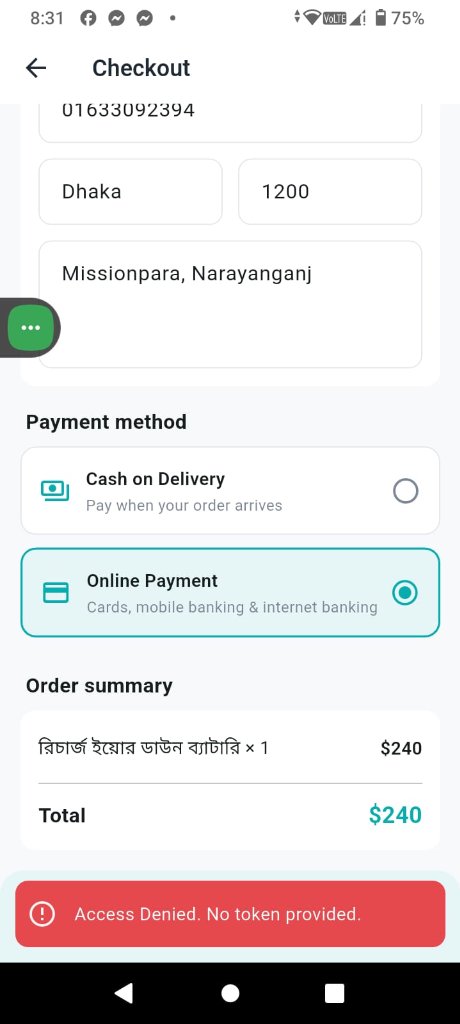 8:31
VoLTE
75%
Checkout
01633092394
Dhaka
1200
Missionpara, Narayanganj
Payment method
Cash on Delivery
Pay when your order arrives
Online Payment
Cards, mobile banking & internet banking
Order summary
রিচার্জ ইয়োর ডাউন ব্যাটারি × 1
$240
Total
$240
Access Denied. No token provided.